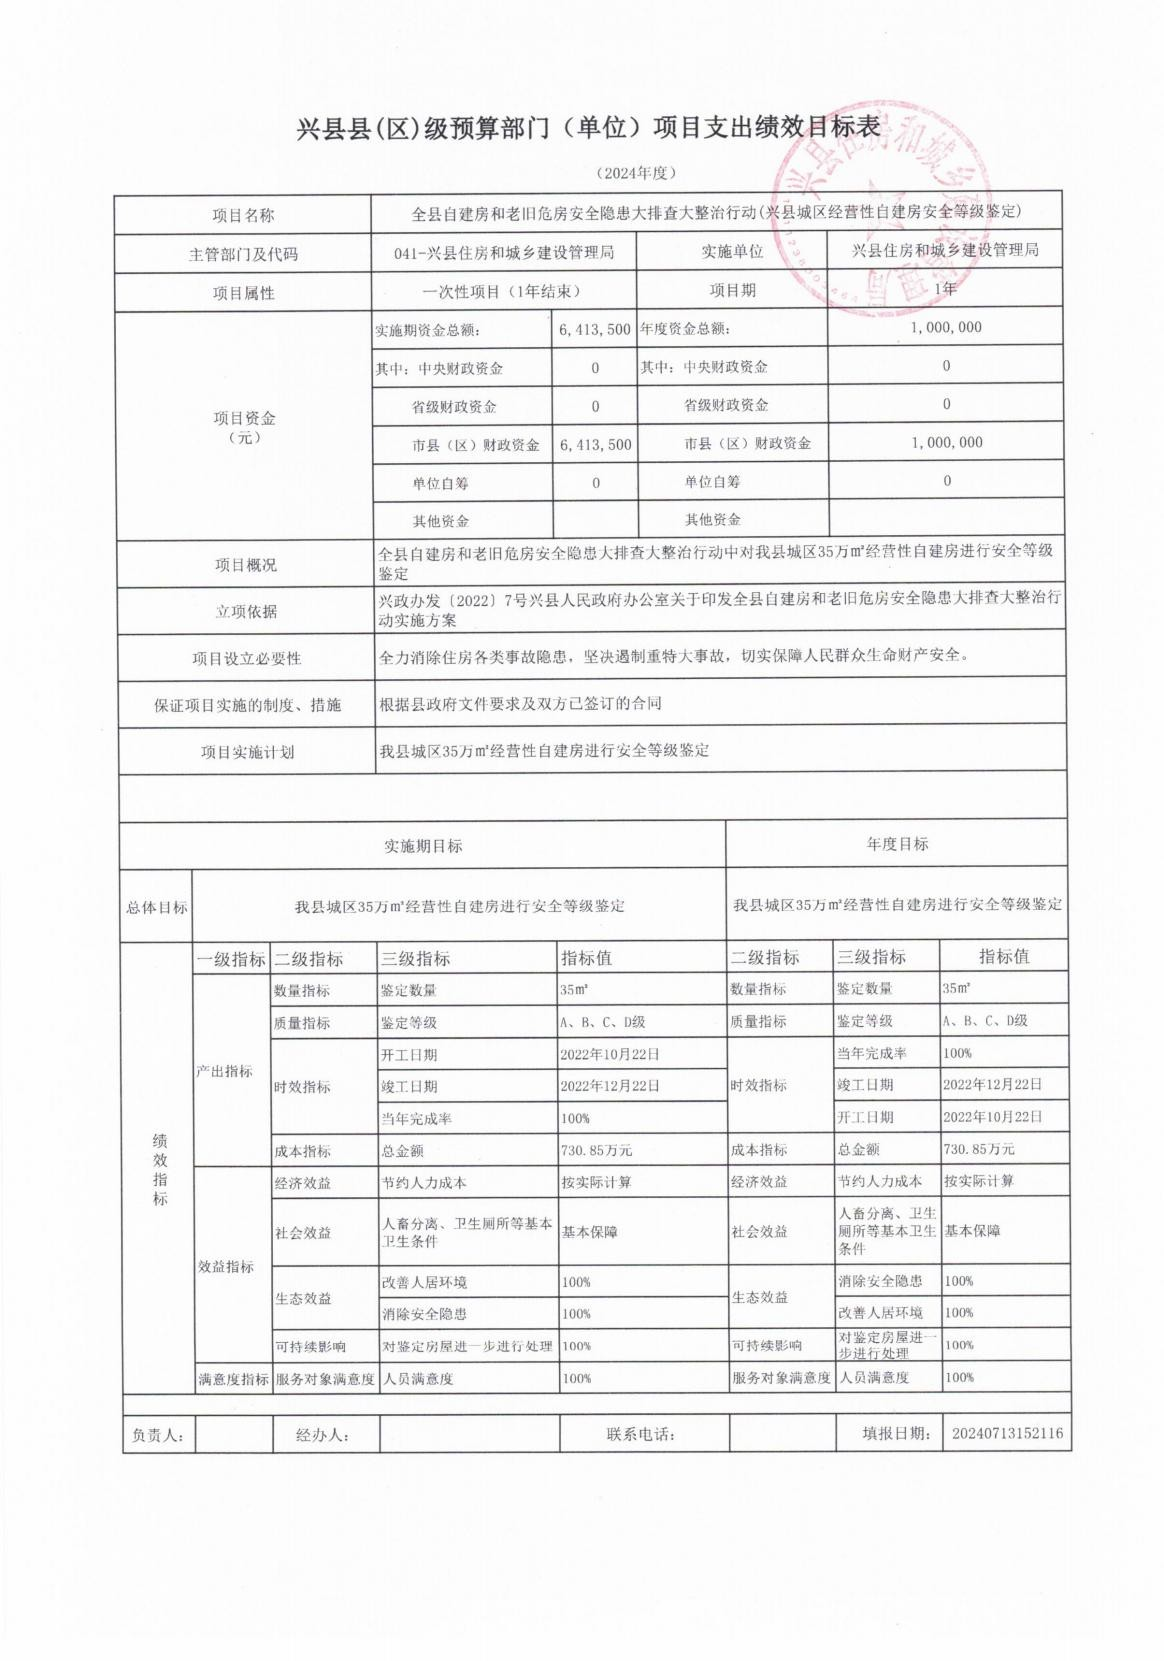 兴县县(区)级预算部门（单位）项目支出绩效目标表
（2024年度）
项目名称 全县自建房和老旧危房安全隐患大排查大整治行动(兴县城区经营性自建房安全等级鉴定)
主管部门及代码 041-兴县住房和城乡建设管理局 实施单位 兴县住房和城乡建设管理局
项目属性 一次性项目（1年结束） 项目期 1年
项目资金
（元）
实施期资金总额： 6,413,500 年度资金总额： 1,000,000
其中：中央财政资金 0 其中：中央财政资金 0
省级财政资金 0 省级财政资金 0
市县（区）财政资金 6,413,500 市县（区）财政资金 1,000,000
单位自筹 0 单位自筹 0
其他资金 其他资金
项目概况 全县自建房和老旧危房安全隐患大排查大整治行动中对我县城区35万㎡经营性自建房进行安全等级
鉴定
立项依据 兴政办发〔2022〕7号兴县人民政府办公室关于印发全县自建房和老旧危房安全隐患大排查大整治行
动实施方案
项目设立必要性 全力消除住房各类事故隐患，坚决遏制重特大事故，切实保障人民群众生命财产安全。
保证项目实施的制度、措施 根据县政府文件要求及双方已签订的合同
项目实施计划 我县城区35万㎡经营性自建房进行安全等级鉴定
实施期目标 年度目标
总体目标 我县城区35万㎡经营性自建房进行安全等级鉴定 我县城区35万㎡经营性自建房进行安全等级鉴定
绩效指标
一级指标 二级指标 三级指标 指标值 二级指标 三级指标 指标值
产出指标
数量指标 鉴定数量 35㎡ 数量指标 鉴定数量 35㎡
质量指标 鉴定等级 A、B、C、D级 质量指标 鉴定等级 A、B、C、D级
时效指标 开工日期 2022年10月22日 时效指标 当年完成率 100%
竣工日期 2022年12月22日 竣工日期 2022年12月22日
当年完成率 100% 开工日期 2022年10月22日
成本指标 总金额 730.85万元 成本指标 总金额 730.85万元
效益指标
经济效益 节约人力成本 按实际计算 经济效益 节约人力成本 按实际计算
社会效益 人畜分离、卫生厕所等基本
卫生条件 基本保障 社会效益 人畜分离、卫生
厕所等基本卫生
条件 基本保障
生态效益 改善人居环境 100% 生态效益 消除安全隐患 100%
消除安全隐患 100% 改善人居环境 100%
可持续影响 对鉴定房屋进一步进行处理 100% 可持续影响 对鉴定房屋进一
步进行处理 100%
满意度指标 服务对象满意度 人员满意度 100% 服务对象满意度 人员满意度 100%
负责人： 经办人： 联系电话： 填报日期： 20240713152116